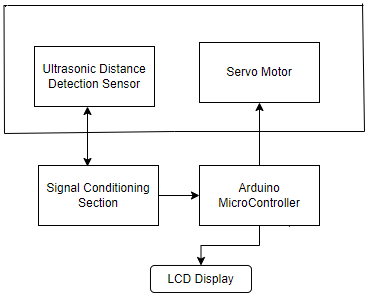 Ultrasonic Distance
Detection Sensor
Servo Motor
Signal Conditioning
Section
Arduino
MicroController
LCD Display